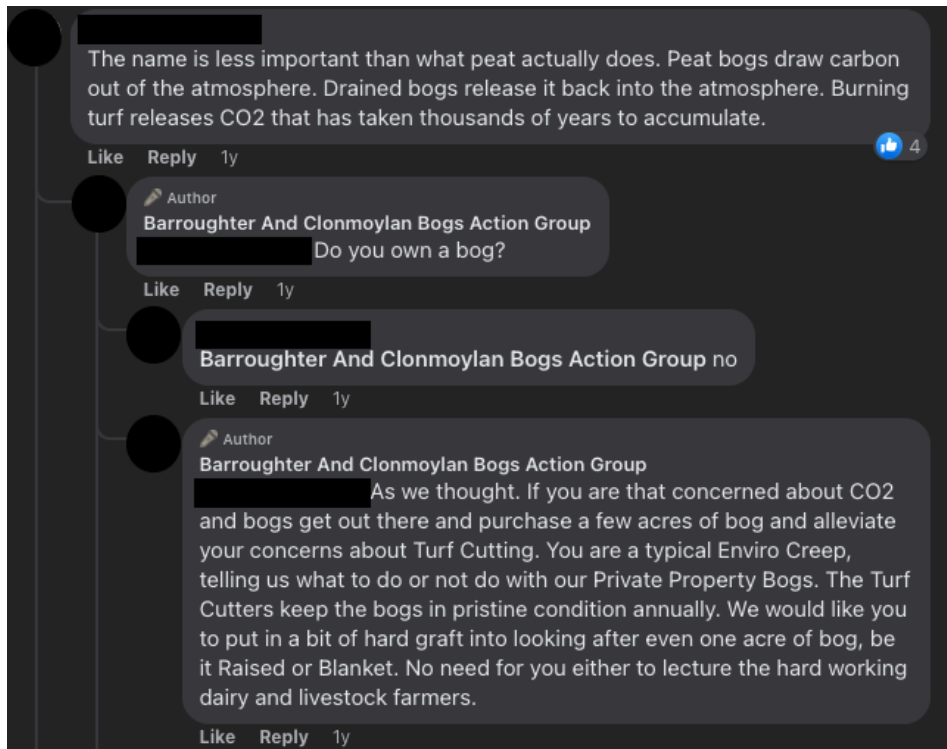 The name is less important than what peat actually does. Peat bogs draw carbon
out of the atmosphere. Drained bogs release it back into the atmosphere. Burning
turf releases CO2 that has taken thousands of years to accumulate.
4
Like Reply 1y
Author
Barroughter And Clonmoylan Bogs Action Group
Do you own a bog?
Like Reply 1y
Barroughter And Clonmoylan Bogs Action Group no
Like Reply 1y
Author
Barroughter And Clonmoylan Bogs Action Group
As we thought. If you are that concerned about CO2
and bogs get out there and purchase a few acres of bog and alleviate
your concerns about Turf Cutting. You are a typical Enviro Creep,
telling us what to do or not do with our Private Property Bogs. The Turf
Cutters keep the bogs in pristine condition annually. We would like you
to put in a bit of hard graft into looking after even one acre of bog, be
it Raised or Blanket. No need for you either to lecture the hard working
dairy and livestock farmers.
Like Reply 1y